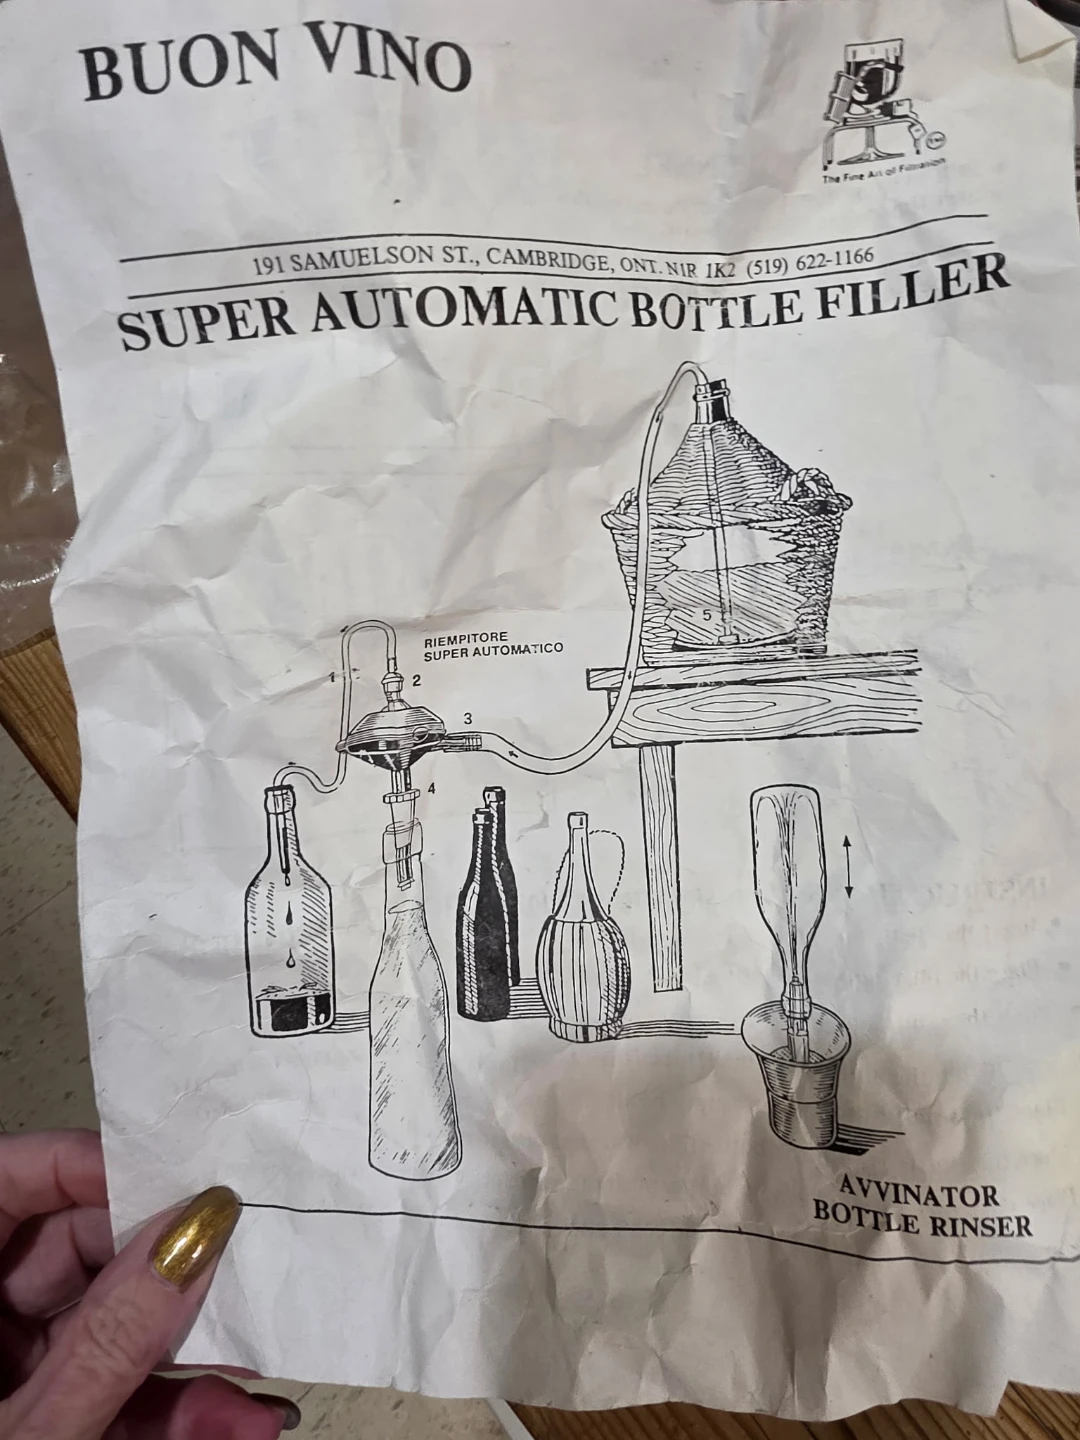 BUON VINO
The Fine Art of Filtration
191 SAMUELSON ST., CAMBRIDGE, ONT. N1R 1K2 (519) 622-1166
SUPER AUTOMATIC BOTTLE FILLER
5
RIEMPITORE
SUPER AUTOMATICO
1
2
3
4
AVVINATOR
BOTTLE RINSER